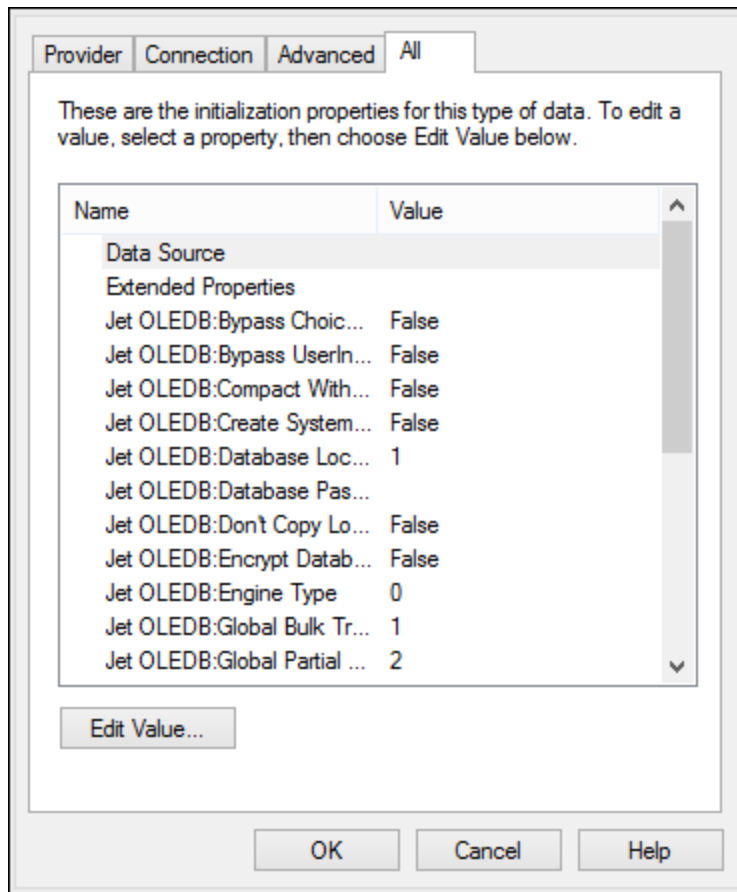 Provider Connection Advanced All
These are the initialization properties for this type of data. To edit a
value, select a property, then choose Edit Value below.
Name Value
Data Source
Extended Properties
Jet OLEDB:Bypass Choic... False
Jet OLEDB:Bypass UserIn... False
Jet OLEDB:Compact With... False
Jet OLEDB:Create System... False
Jet OLEDB:Database Loc... 1
Jet OLEDB:Database Pas...
Jet OLEDB:Don't Copy Lo... False
Jet OLEDB:Encrypt Datab... False
Jet OLEDB:Engine Type 0
Jet OLEDB:Global Bulk Tr... 1
Jet OLEDB:Global Partial ... 2
Edit Value...
OK Cancel Help